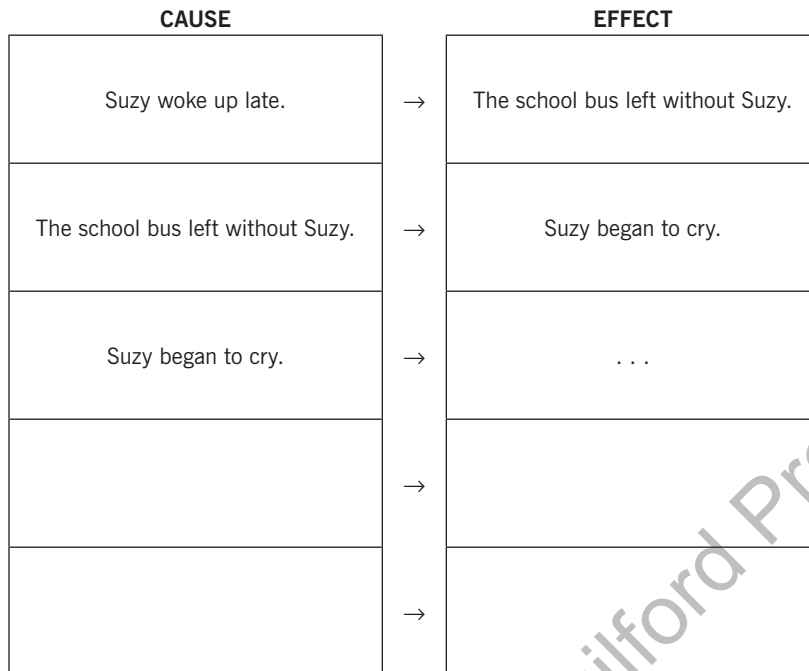 CAUSE EFFECT
Suzy woke up late. → The school bus left without Suzy.
The school bus left without Suzy. → Suzy began to cry.
Suzy began to cry. → . . .
→
→